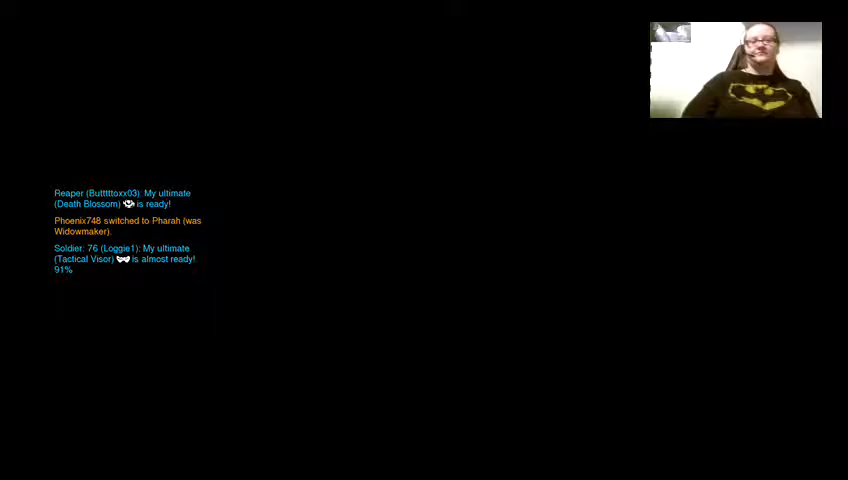 Reaper (Butttttoxx03): My ultimate
(Death Blossom) is ready!
Phoenix748 switched to Pharah (was
Widowmaker).
Soldier: 76 (Loggie1): My ultimate
(Tactical Visor) is almost ready!
91%